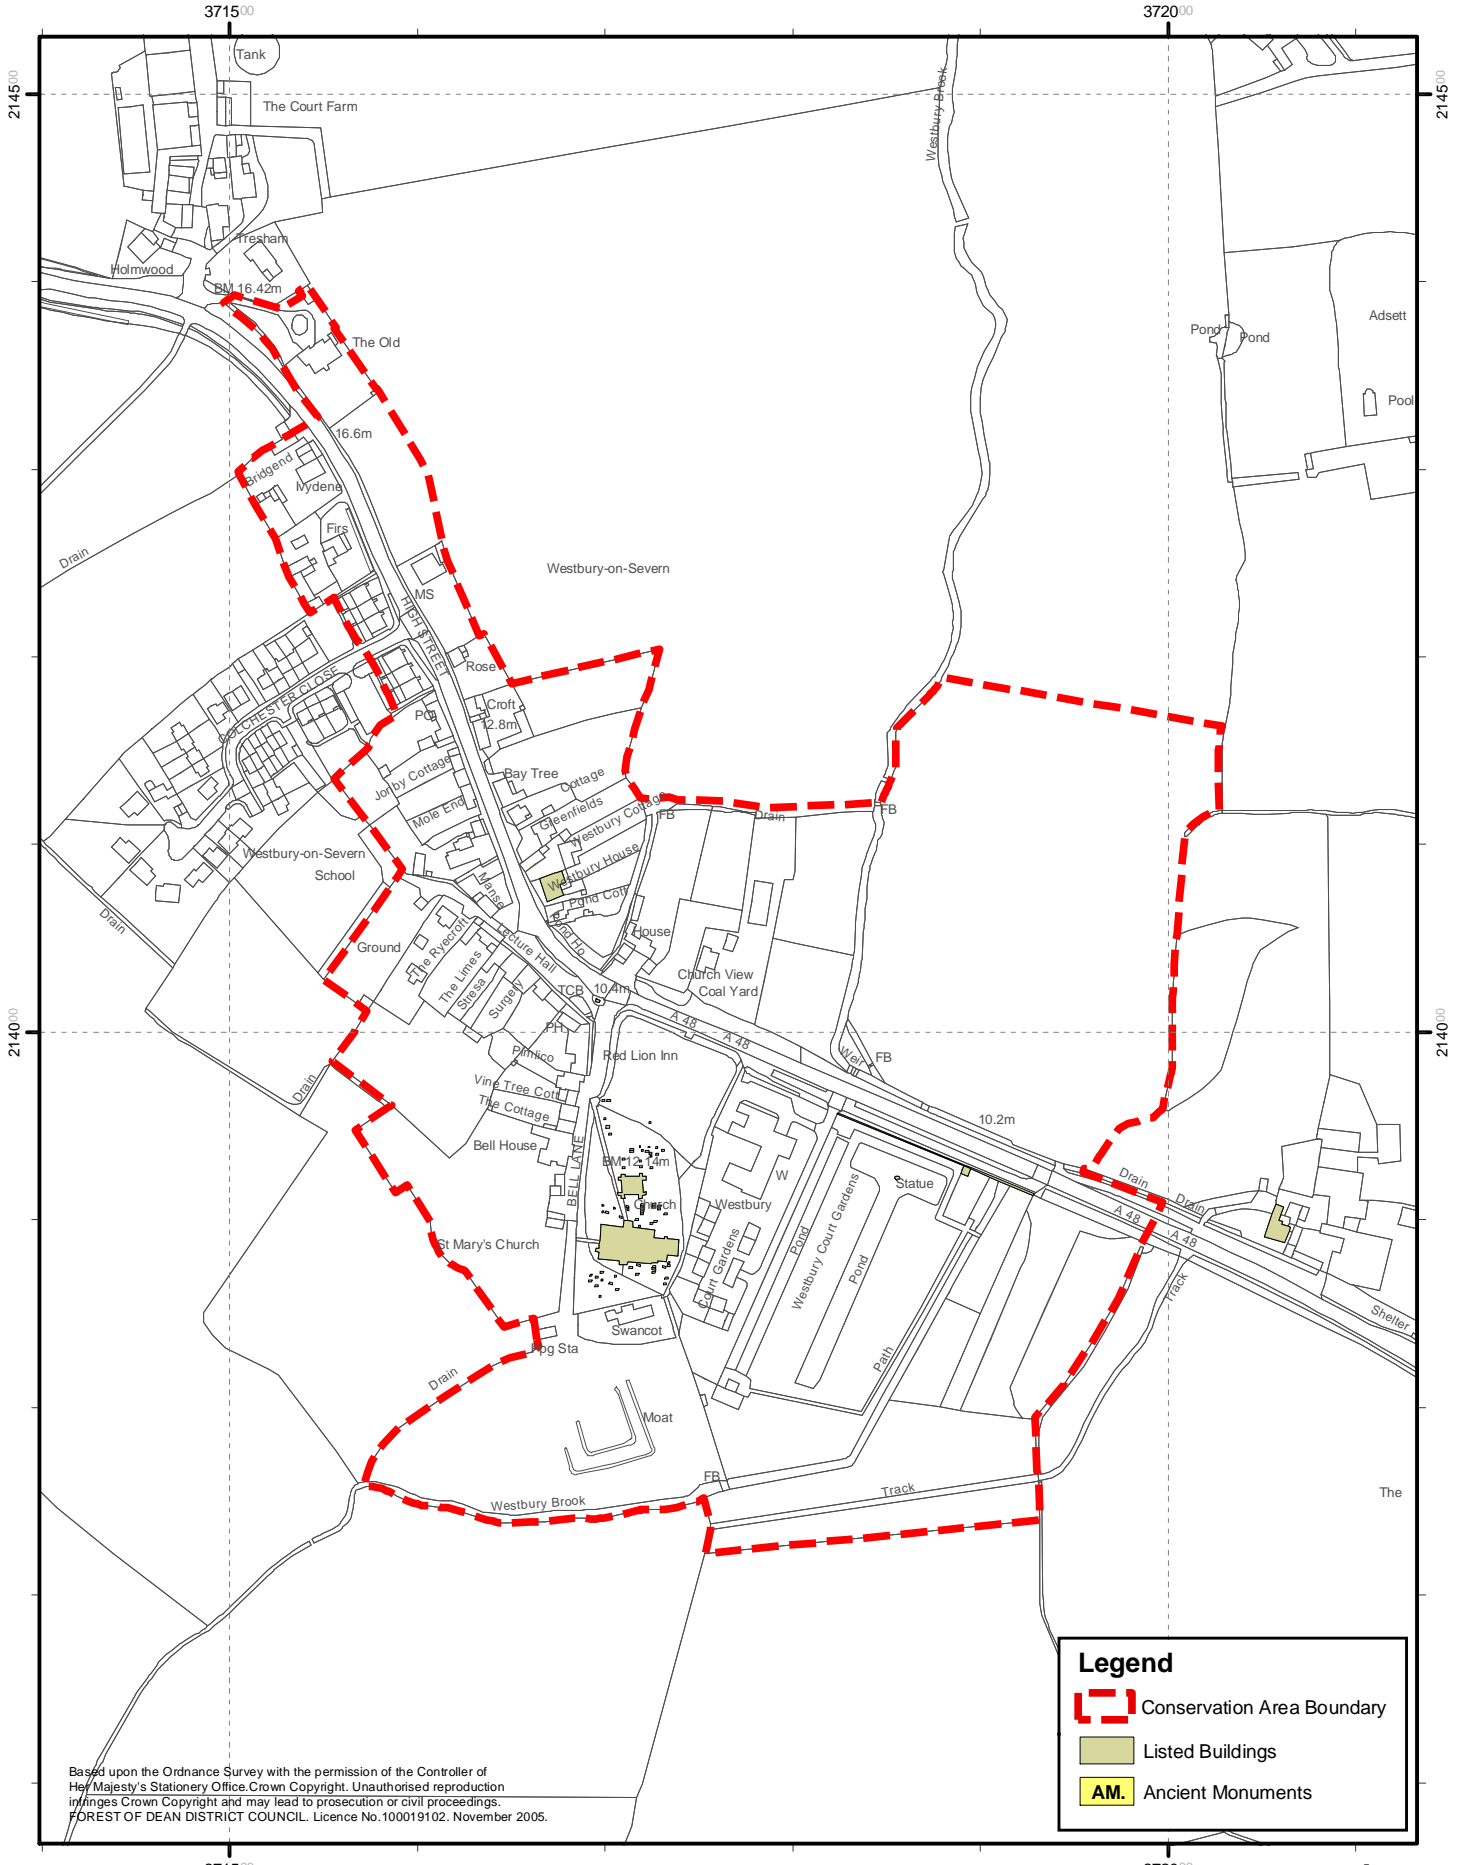 371500
372000
214500
214500
Tank
The Court Farm
Westbury Brook
Tresham
Holmwood
BM 16.42m
The Old
Pond
Pond
Adsett
Pool
16.6m
Bridgend
Ivydene
Firs
Drain
Westbury-on-Severn
MS
HIGH STREET
Rose
COLCHESTER CLOSE
Croft
PO
12.8m
Jonby Cottage
Bay Tree
Cottage
Mole End
Greenfields
Westbury Cottage
FB
Drain
FB
Westbury-on-Severn
School
Westbury House
Manse
Pond Cott
Drain
Pond Ho
House
Ground
The Ryecroft
Lecture Hall
The Limes
Stresa
Surgery
Church View
Coal Yard
TCB
10.4m
214000
214000
PH
A 48
A 48
Pimlico
Red Lion Inn
Weir
FB
Drain
Vine Tree Cott
The Cottage
10.2m
Bell House
BELL LANE
BM 12.14m
W
Statue
Drain
Drain
Church
Westbury
A 48
A 48
St Mary's Church
Court Gardens
Pond
Westbury Court Gardens
Pond
Track
Swancot
Shelter
Ppg Sta
Path
Drain
Moat
FB
Westbury Brook
Track
The
Legend
Conservation Area Boundary
Listed Buildings
AM. Ancient Monuments
Based upon the Ordnance Survey with the permission of the Controller of
Her Majesty's Stationery Office.Crown Copyright. Unauthorised reproduction
infringes Crown Copyright and may lead to prosecution or civil proceedings.
FOREST OF DEAN DISTRICT COUNCIL. Licence No.100019102. November 2005.